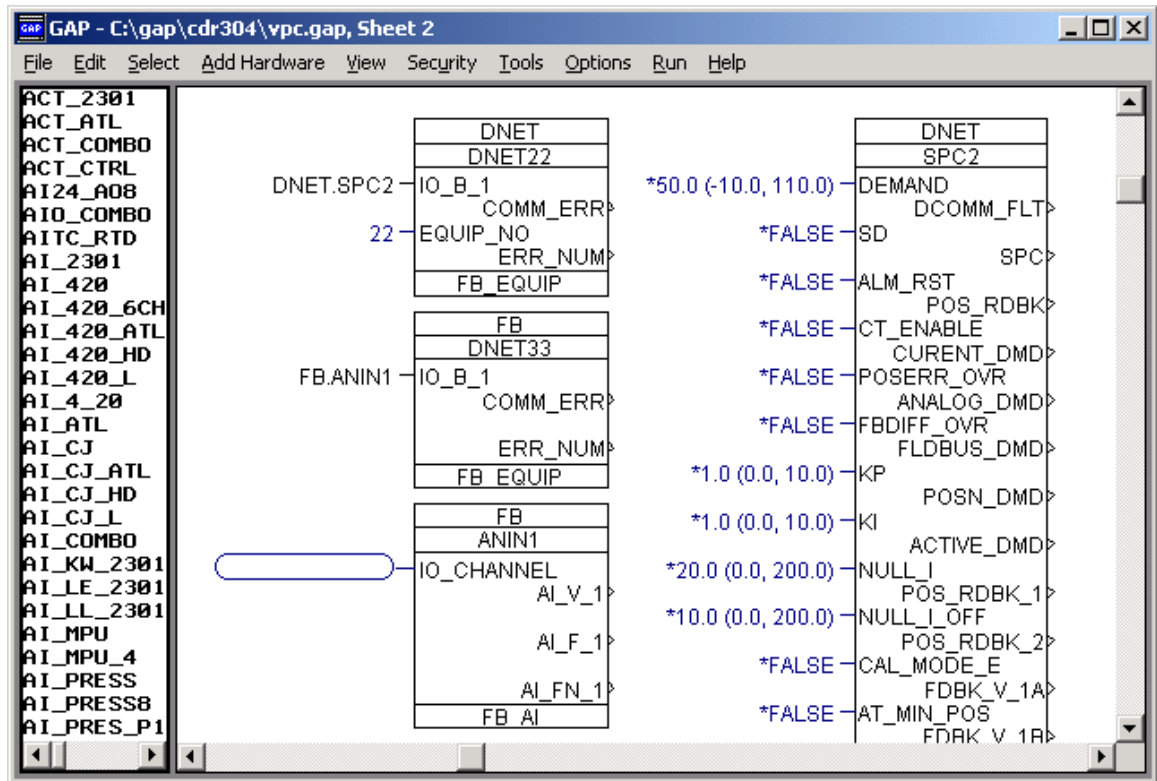 GAP - C:\gap\cdr304\vpc.gap, Sheet 2
File Edit Select Add Hardware View Security Tools Options Run Help
ACT_2301
ACT_ATL
ACT_COMBO
ACT_CTRL
AI24_AO8
AIO_COMBO
AITC_RTD
AI_2301
AI_420
AI_420_6CH
AI_420_ATL
AI_420_HD
AI_420_L
AI_4_20
AI_ATL
AI_CJ
AI_CJ_ATL
AI_CJ_HD
AI_CJ_L
AI_COMBO
AI_KW_2301
AI_LE_2301
AI_LL_2301
AI_MPU
AI_MPU_4
AI_PRESS
AI_PRESS8
AI_PRES_P1
DNET
DNET22
DNET.SPC2 IO_B_1
COMM_ERR
22 EQUIP_NO
ERR_NUM
FB_EQUIP
FB
DNET33
FB.ANIN1 IO_B_1
COMM_ERR
ERR_NUM
FB_EQUIP
FB
ANIN1
IO_CHANNEL
AI_V_1
AI_F_1
AI_FN_1
FB_AI
DNET
SPC2
*50.0 (-10.0, 110.0) DEMAND
DCOMM_FLT
*FALSE SD
SPC
*FALSE ALM_RST
POS_RDBK
*FALSE CT_ENABLE
CURENT_DMD
*FALSE POSERR_OVR
ANALOG_DMD
*FALSE FBDIFF_OVR
FLDBUS_DMD
*1.0 (0.0, 10.0) KP
POSN_DMD
*1.0 (0.0, 10.0) KI
ACTIVE_DMD
*20.0 (0.0, 200.0) NULL_I
POS_RDBK_1
*10.0 (0.0, 200.0) NULL_I_OFF
POS_RDBK_2
*FALSE CAL_MODE_E
FDBK_V_1A
*FALSE AT_MIN_POS
FDBK_V_1B